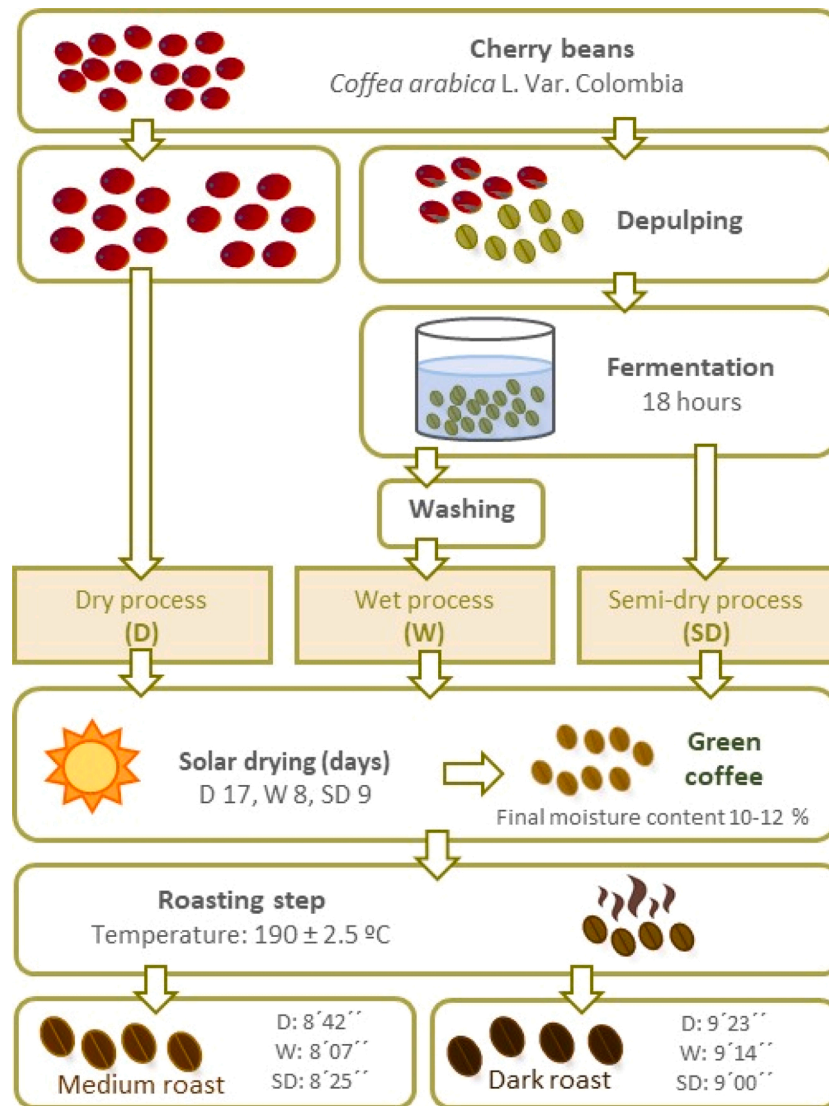 Cherry beans
Coffea arabica L. Var. Colombia
Depulping
Fermentation
18 hours
Washing
Dry process
(D)
Wet process
(W)
Semi-dry process
(SD)
Solar drying (days)
D 17, W 8, SD 9
Green
coffee
Final moisture content 10-12 %
Roasting step
Temperature: 190 ± 2.5 ºC
D: 8´42´´
W: 8´07´´
SD: 8´25´´
Medium roast
D: 9´23´´
W: 9´14´´
SD: 9´00´´
Dark roast